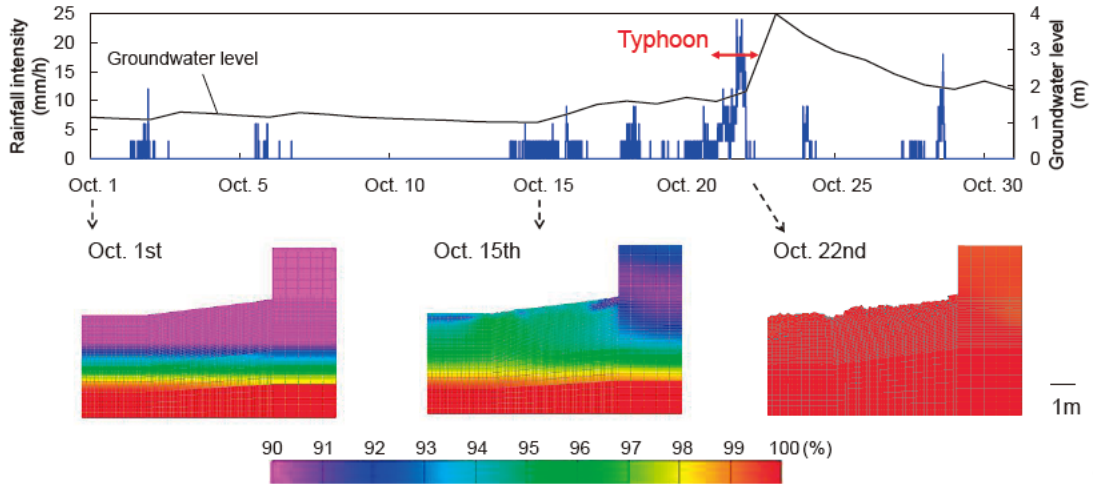 Rainfall intensity
(mm/h)
25
20
15
10
5
0
Groundwater level
Typhoon
4
3
2
1
0
Groundwater level
(m)
Oct. 1
Oct. 5
Oct. 10
Oct. 15
Oct. 20
Oct. 25
Oct. 30
Oct. 1st
Oct. 15th
Oct. 22nd
1m
90 91 92 93 94 95 96 97 98 99 100 (%)